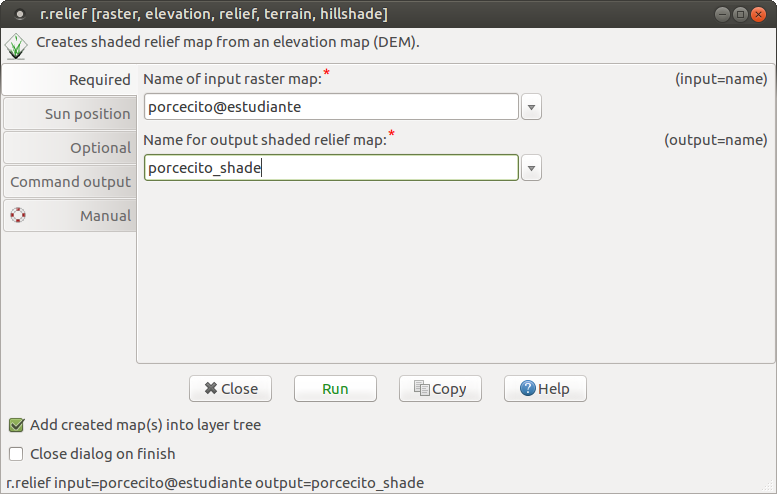 r.relief [raster, elevation, relief, terrain, hillshade]
Creates shaded relief map from an elevation map (DEM).
Required
Sun position
Optional
Command output
Manual
Name of input raster map:* (input=name)
porcecito@estudiante
Name for output shaded relief map:* (output=name)
porcecito_shade
Close Run Copy Help
Add created map(s) into layer tree
Close dialog on finish
r.relief input=porcecito@estudiante output=porcecito_shade